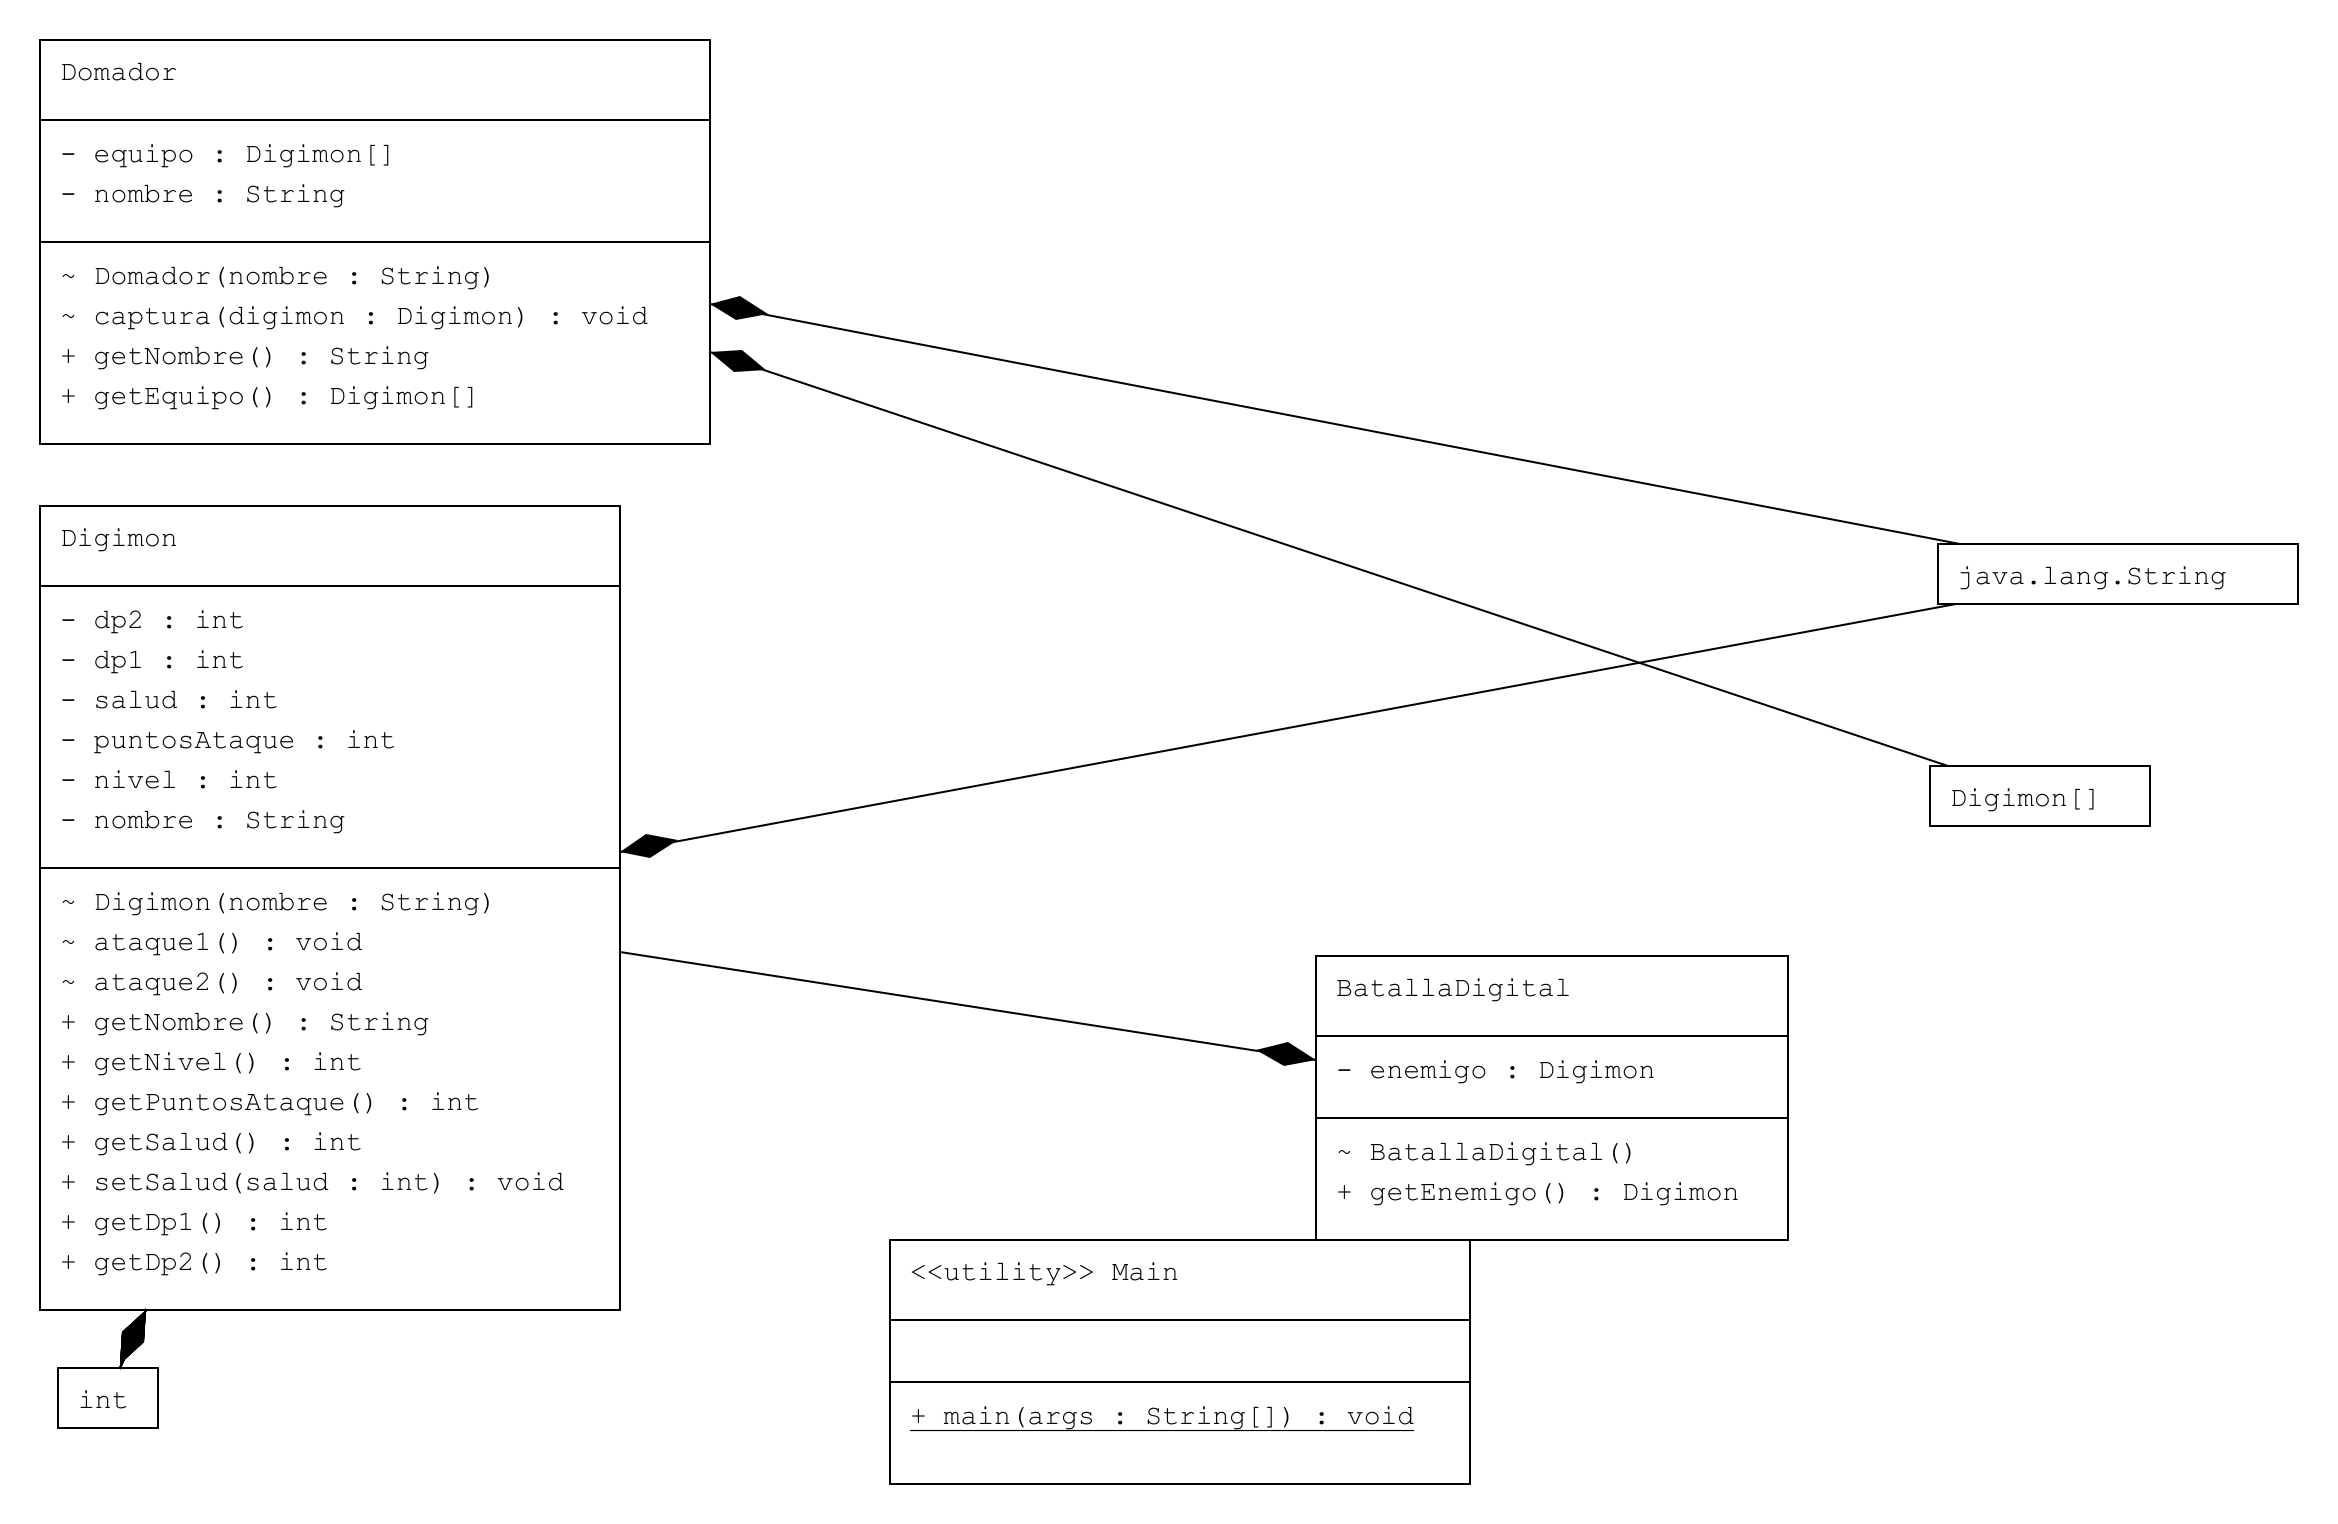 Domador
- equipo : Digimon[]
- nombre : String
~ Domador(nombre : String)
~ captura(digimon : Digimon) : void
+ getNombre() : String
+ getEquipo() : Digimon[]
Digimon
- dp2 : int
- dp1 : int
- salud : int
- puntosAtaque : int
- nivel : int
- nombre : String
~ Digimon(nombre : String)
~ ataque1() : void
~ ataque2() : void
+ getNombre() : String
+ getNivel() : int
+ getPuntosAtaque() : int
+ getSalud() : int
+ setSalud(salud : int) : void
+ getDp1() : int
+ getDp2() : int
int
java.lang.String
Digimon[]
BatallaDigital
- enemigo : Digimon
~ BatallaDigital()
+ getEnemigo() : Digimon
<<utility>> Main
+ main(args : String[]) : void